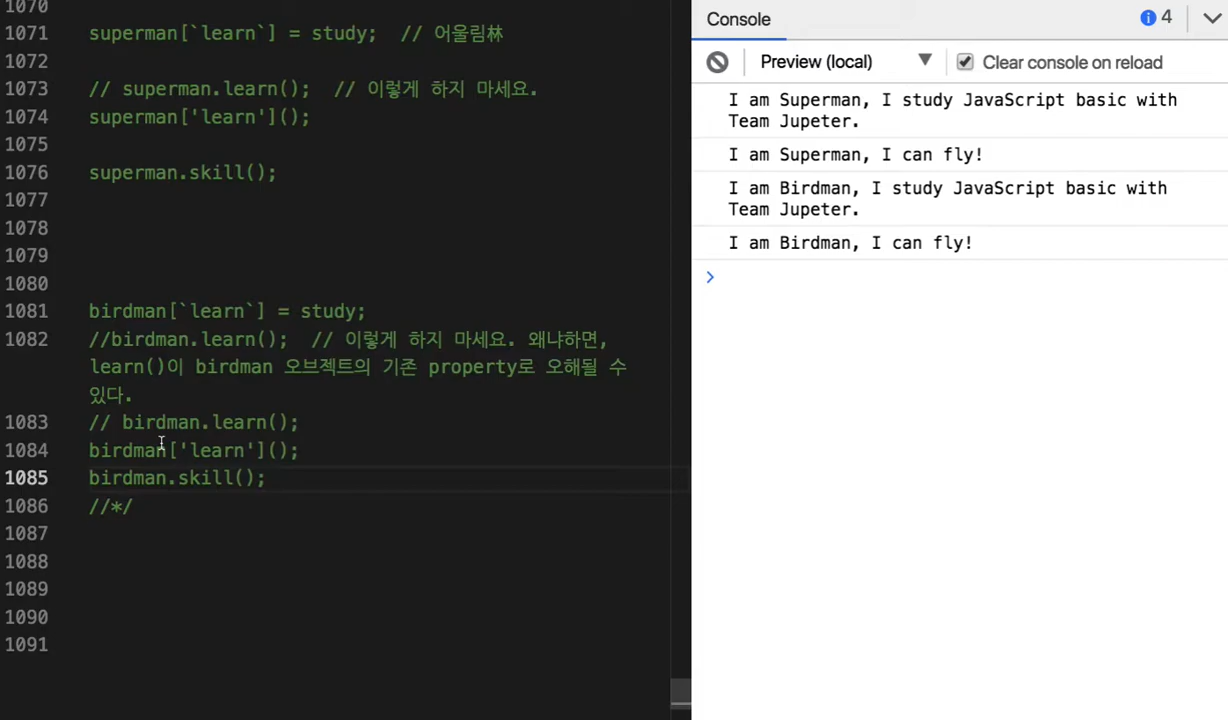 1070
1071 superman[`learn`] = study;  // 어울림林
1072
1073 // superman.learn();  // 이렇게 하지 마세요.
1074 superman['learn']();
1075
1076 superman.skill();
1077
1078
1079
1080
1081 birdman[`learn`] = study;
1082 //birdman.learn();  // 이렇게 하지 마세요. 왜냐하면,
learn()이 birdman 오브젝트의 기존 property로 오해될 수
있다.
1083 // birdman.learn();
1084 birdman['learn']();
1085 birdman.skill();
1086 //*/
1087
1088
1089
1090
1091
Console 4
Preview (local) ▼ Clear console on reload
I am Superman, I study JavaScript basic with
Team Jupeter.
I am Superman, I can fly!
I am Birdman, I study JavaScript basic with
Team Jupeter.
I am Birdman, I can fly!
>